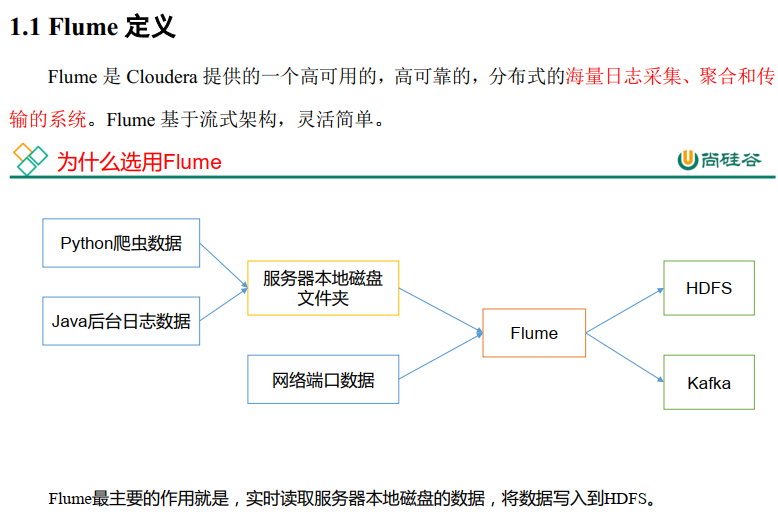 1.1 Flume 定义
Flume 是 Cloudera 提供的一个高可用的，高可靠的，分布式的海量日志采集、聚合和传
输的系统。Flume 基于流式架构，灵活简单。
为什么选用Flume
尚硅谷
Python爬虫数据
Java后台日志数据
服务器本地磁盘
文件夹
网络端口数据
Flume
HDFS
Kafka
Flume最主要的作用就是，实时读取服务器本地磁盘的数据，将数据写入到HDFS。